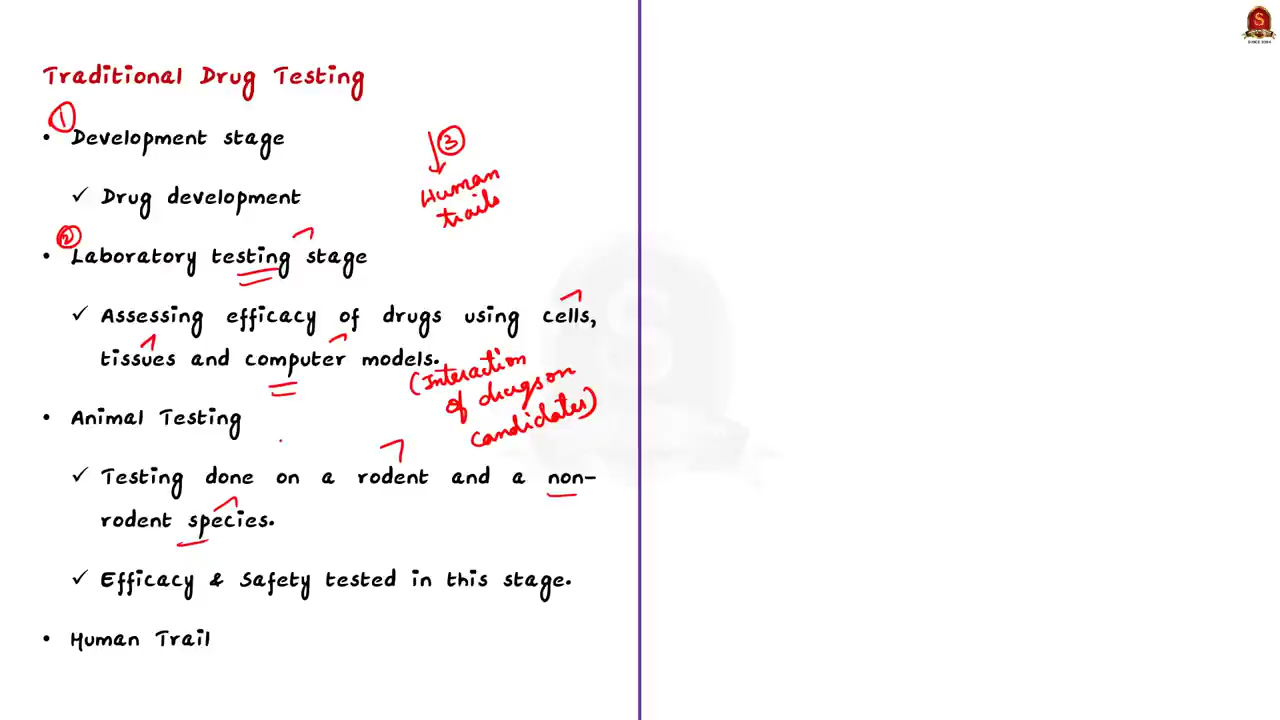 Traditional Drug Testing
①
• Development stage
✓ Drug development
③
Human
trails
②
• Laboratory testing stage
✓ Assessing efficacy of drugs using cells,
tissues and computer models.
(Interaction
of drugs on
candidates)
• Animal Testing
✓ Testing done on a rodent and a non-
rodent species.
✓ Efficacy & Safety tested in this stage.
• Human Trail
S